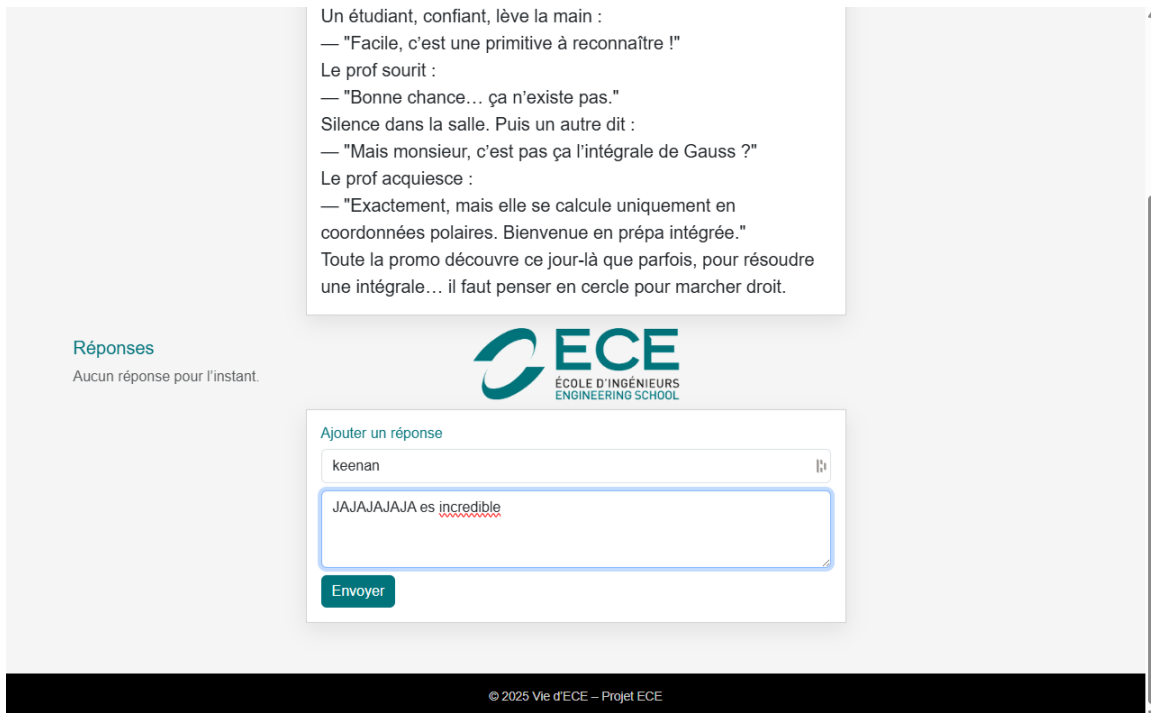 Un étudiant, confiant, lève la main :
— "Facile, c’est une primitive à reconnaître !"
Le prof sourit :
— "Bonne chance… ça n’existe pas."
Silence dans la salle. Puis un autre dit :
— "Mais monsieur, c’est pas ça l’intégrale de Gauss ?"
Le prof acquiesce :
— "Exactement, mais elle se calcule uniquement en
coordonnées polaires. Bienvenue en prépa intégrée."
Toute la promo découvre ce jour-là que parfois, pour résoudre
une intégrale… il faut penser en cercle pour marcher droit.
Réponses
Aucun réponse pour l’instant.
ECE
ÉCOLE D'INGÉNIEURS
ENGINEERING SCHOOL
Ajouter un réponse
keenan
JAJAJAJAJA es incredible
Envoyer
© 2025 Vie d'ECE – Projet ECE